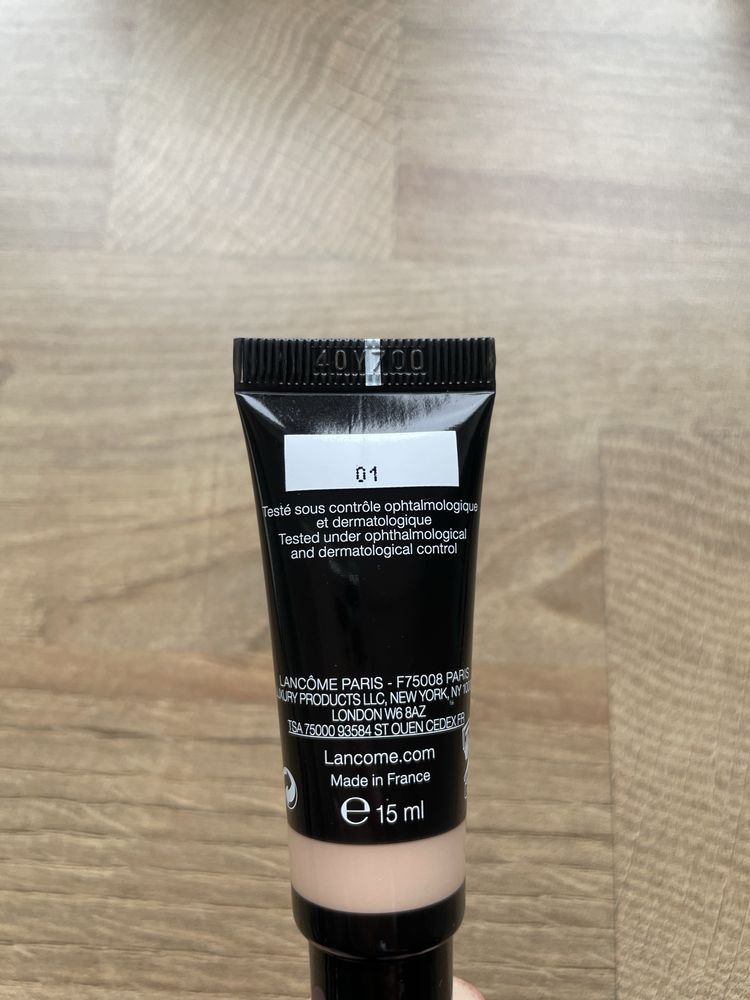 40Y700
01
Testé sous contrôle ophtalmologique
et dermatologique
Tested under ophthalmological
and dermatological control
LANCÔME PARIS - F75008 PARIS
PRODUCTS LLC, NEW YORK, NY
LONDON W6 8AZ
TSA 75000 93584 ST OUEN CEDEX FR
Lancome.com
Made in France
e 15 ml